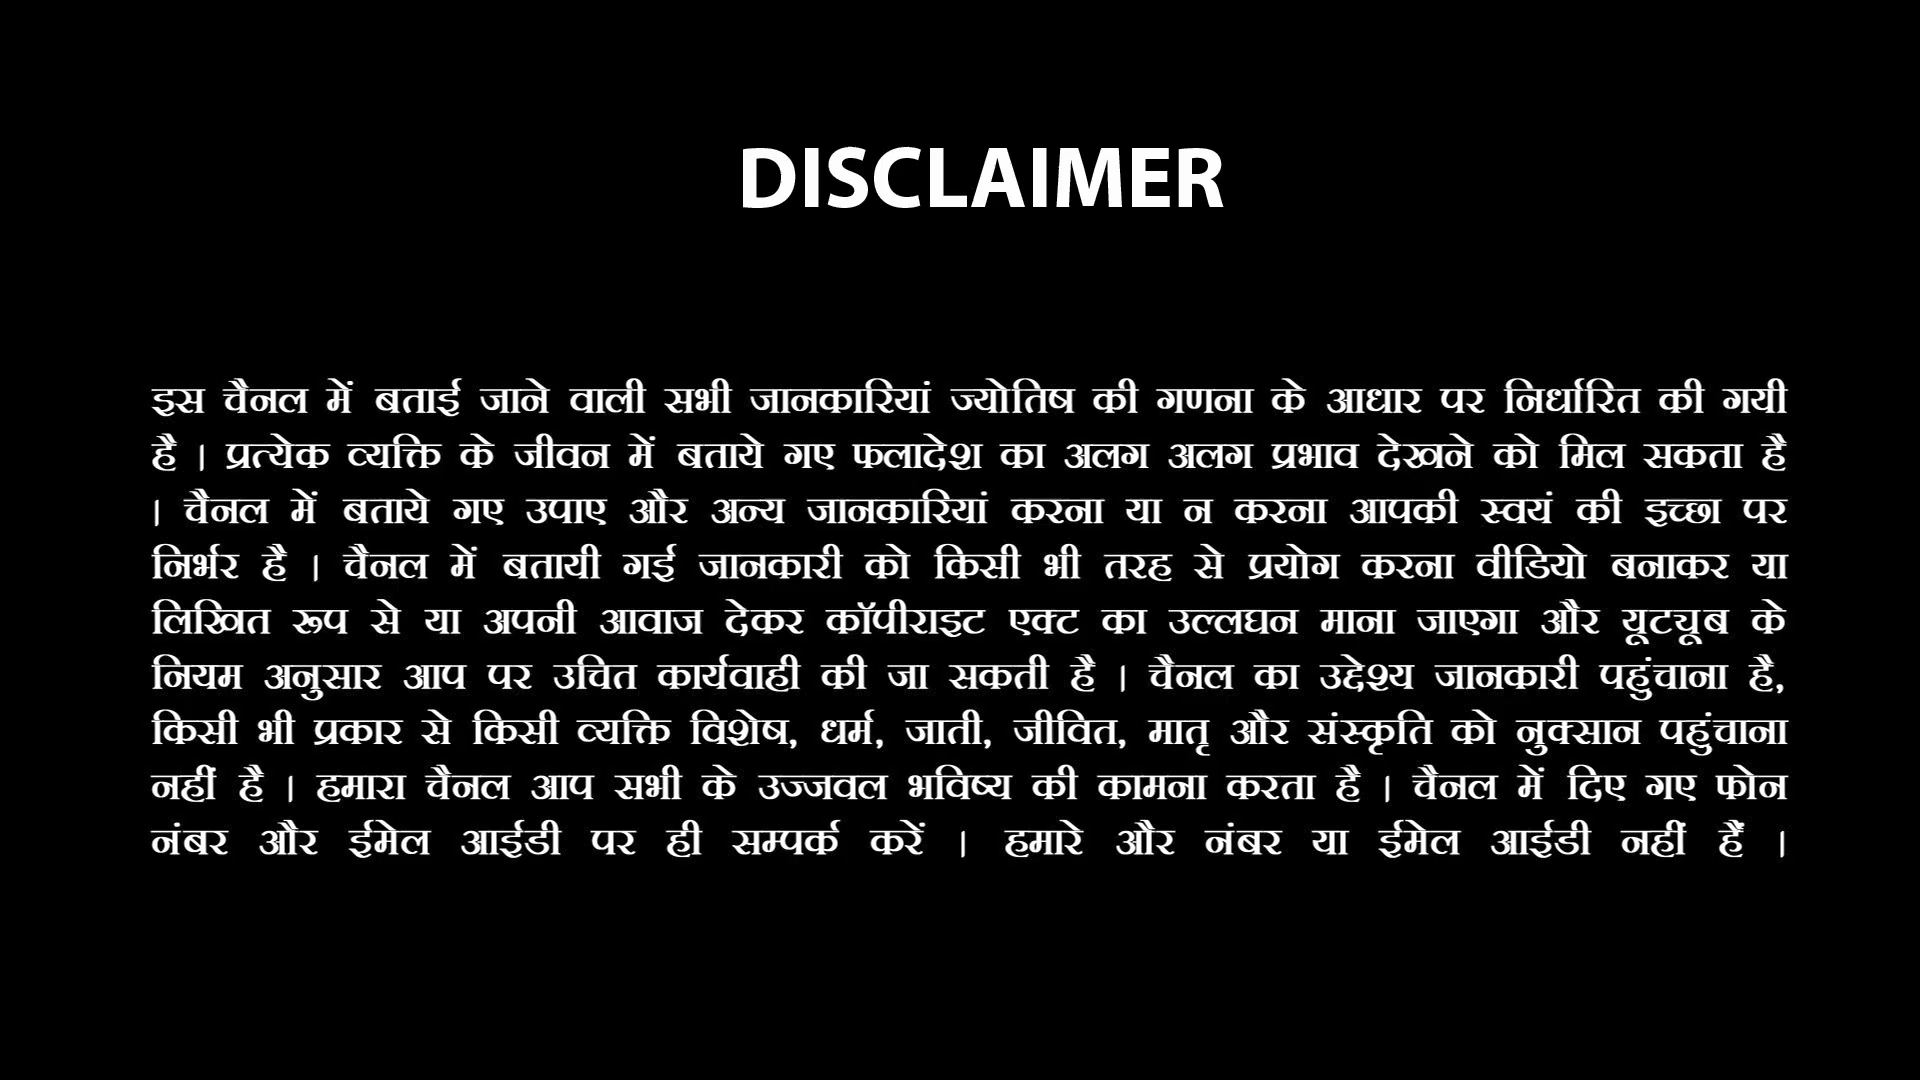 DISCLAIMER
इस चैनल में बताई जाने वाली सभी जानकारियां ज्योतिष की गणना के आधार पर निर्धारित की गयी
है । प्रत्येक व्यक्ति के जीवन में बताये गए फलादेश का अलग अलग प्रभाव देखने को मिल सकता है
। चैनल में बताये गए उपाए और अन्य जानकारियां करना या न करना आपकी स्वयं की इच्छा पर
निर्भर है । चैनल में बतायी गई जानकारी को किसी भी तरह से प्रयोग करना वीडियो बनाकर या
लिखित रूप से या अपनी आवाज देकर कॉपीराइट एक्ट का उल्लघन माना जाएगा और यूट्यूब के
नियम अनुसार आप पर उचित कार्यवाही की जा सकती है । चैनल का उद्देश्य जानकारी पहुंचाना है,
किसी भी प्रकार से किसी व्यक्ति विशेष, धर्म, जाती, जीवित, मातृ और संस्कृति को नुक्सान पहुंचाना
नहीं है । हमारा चैनल आप सभी के उज्जवल भविष्य की कामना करता है । चैनल में दिए गए फोन
नंबर और ईमेल आईडी पर ही सम्पर्क करें । हमारे और नंबर या ईमेल आईडी नहीं हैं ।